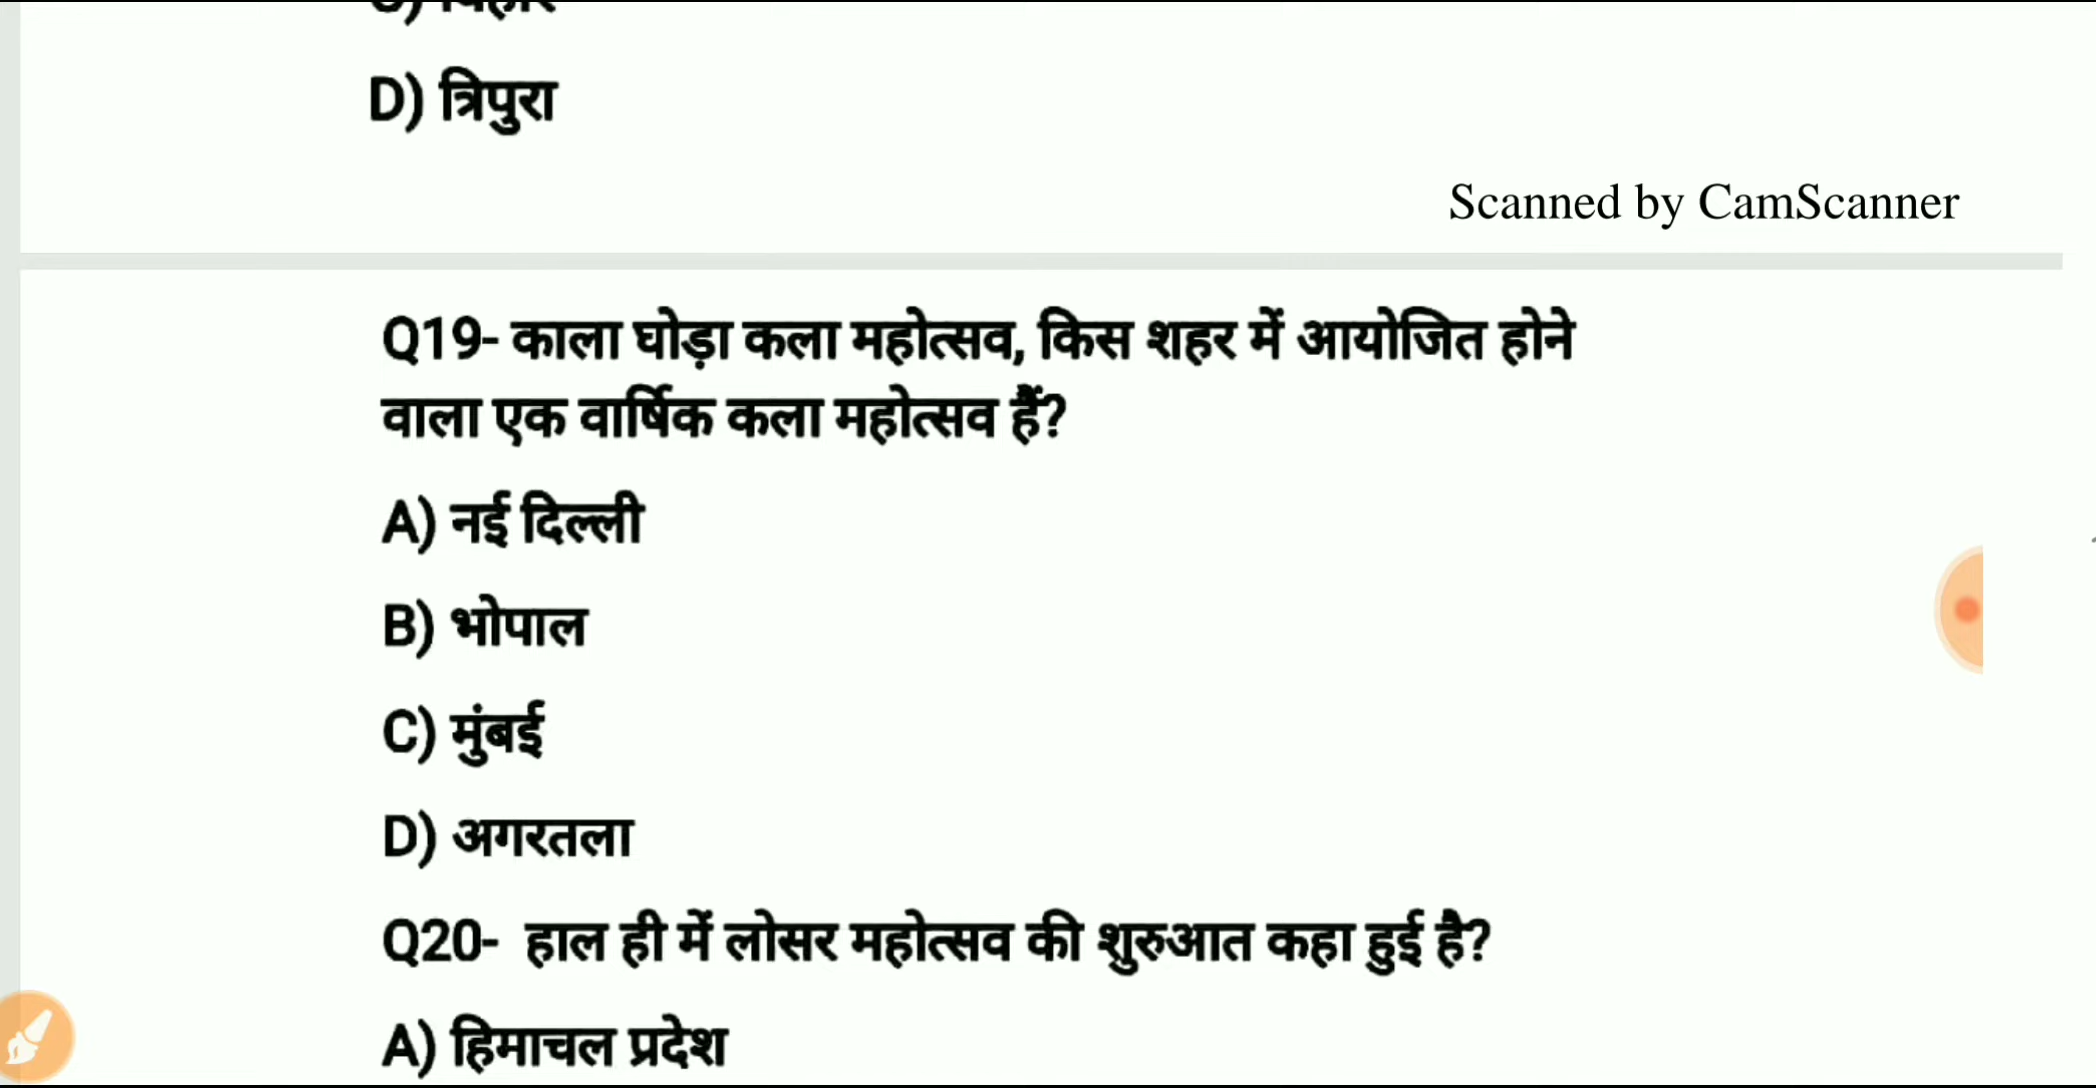 D) त्रिपुरा
Scanned by CamScanner
Q19- काला घोड़ा कला महोत्सव, किस शहर में आयोजित होने
वाला एक वार्षिक कला महोत्सव हैं?
A) नई दिल्ली
B) भोपाल
C) मुंबई
D) अगरतला
Q20- हाल ही में लोसर महोत्सव की शुरुआत कहा हुई है?
A) हिमाचल प्रदेश